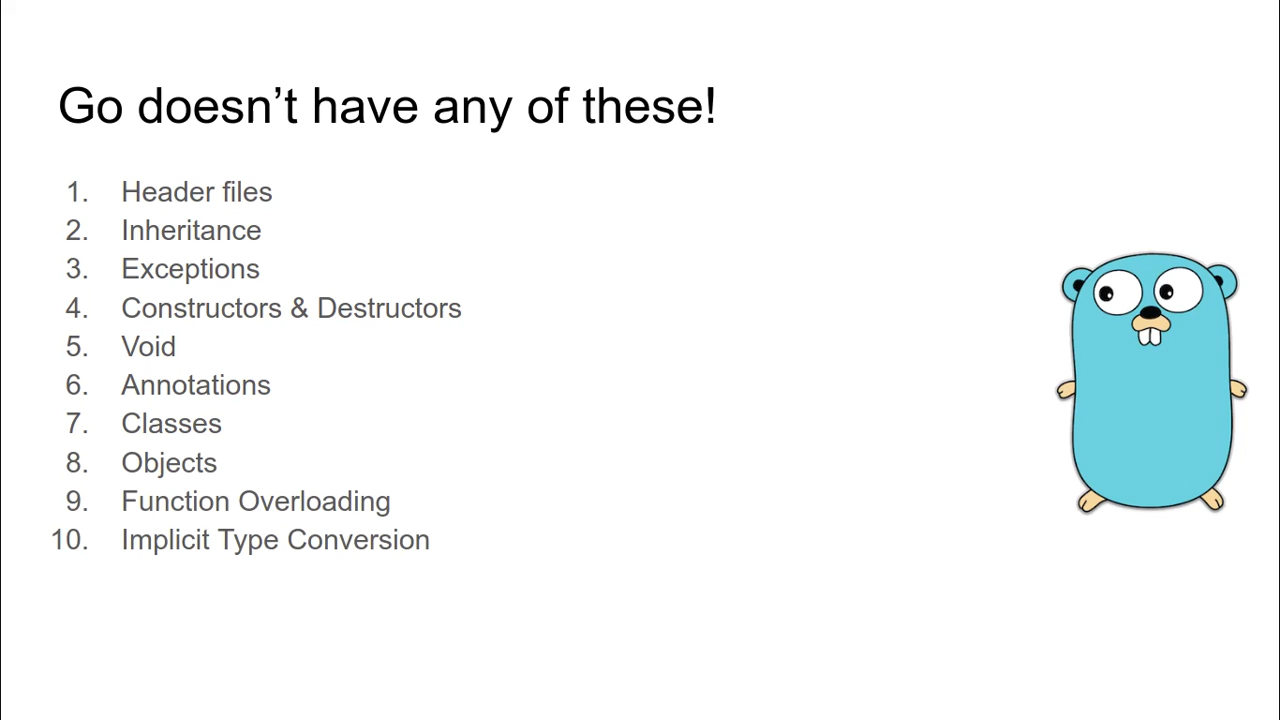 Go doesn’t have any of these!
1. Header files
2. Inheritance
3. Exceptions
4. Constructors & Destructors
5. Void
6. Annotations
7. Classes
8. Objects
9. Function Overloading
10. Implicit Type Conversion